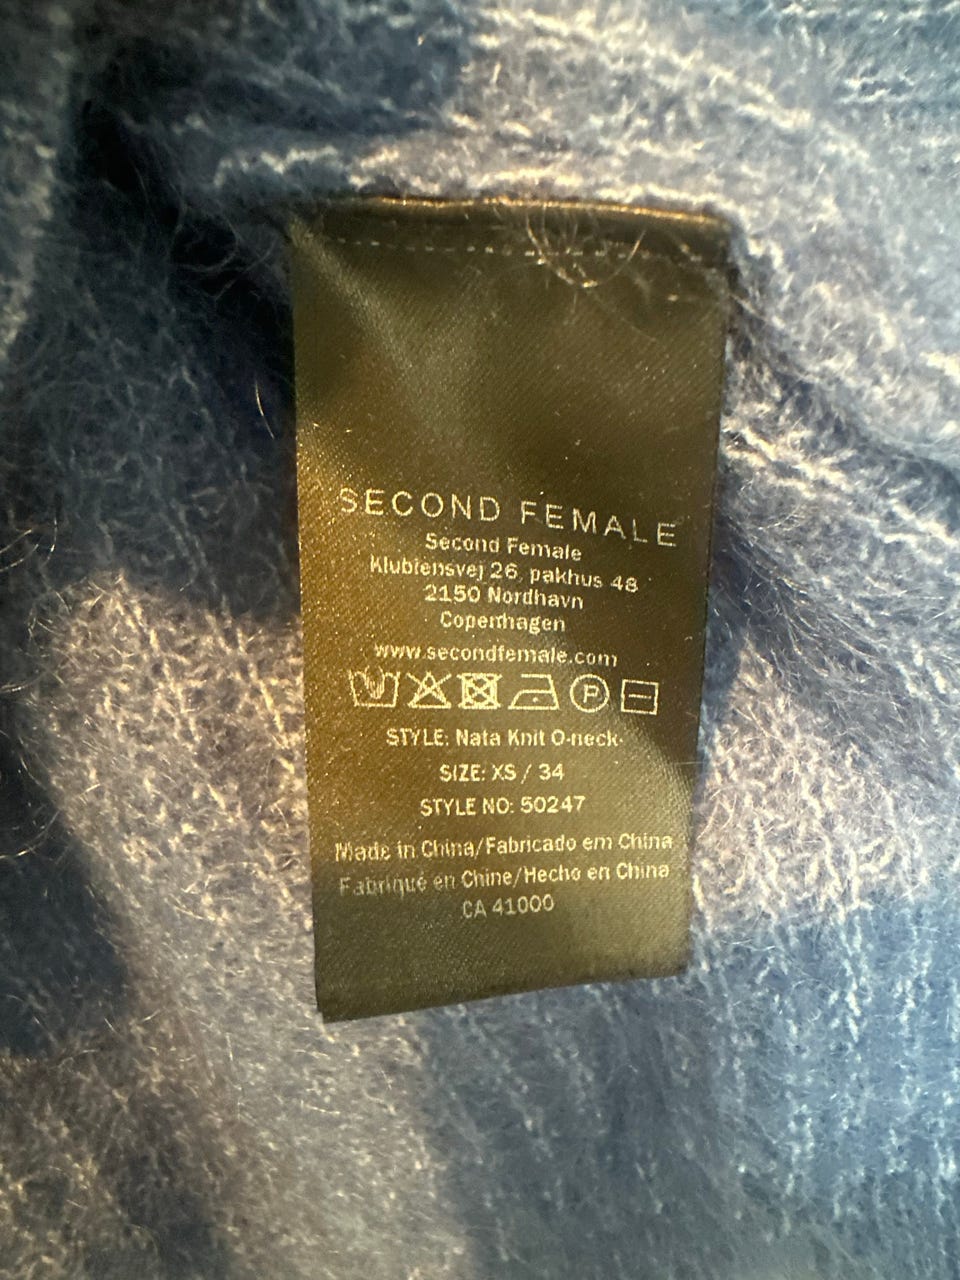 SECOND FEMALE
Second Female
Klubiensvej 26, pakhus 48
2150 Nordhavn
Copenhagen
www.secondfemale.com
P
STYLE: Nata Knit O-neck
SIZE: XS / 34
STYLE NO: 50247
Made in China/Fabricado em China
Fabriqué en Chine/Hecho en China
CA 41000